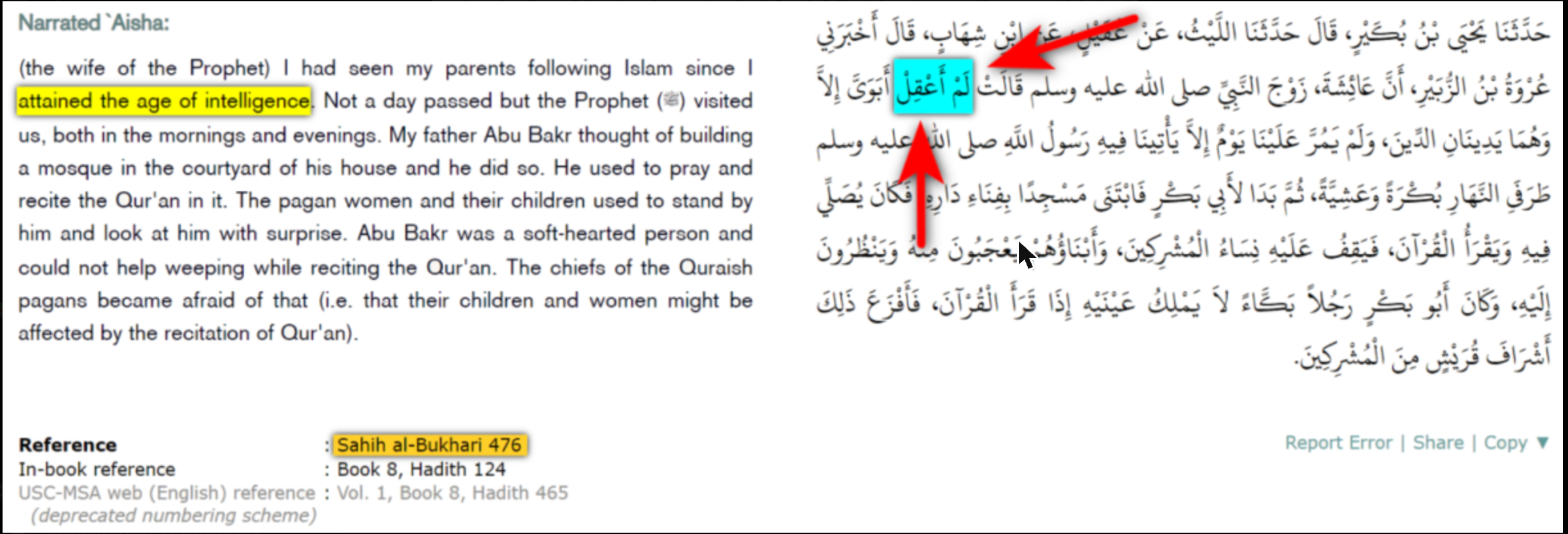 Narrated `Aisha:
(the wife of the Prophet) I had seen my parents following Islam since I
attained the age of intelligence. Not a day passed but the Prophet (ﷺ) visited
us, both in the mornings and evenings. My father Abu Bakr thought of building
a mosque in the courtyard of his house and he did so. He used to pray and
recite the Qur'an in it. The pagan women and their children used to stand by
him and look at him with surprise. Abu Bakr was a soft-hearted person and
could not help weeping while reciting the Qur'an. The chiefs of the Quraish
pagans became afraid of that (i.e. that their children and women might be
affected by the recitation of Qur'an).
حَدَّثَنَا يَحْيَى بْنُ بُكَيْرٍ، قَالَ حَدَّثَنَا اللَّيْثُ، عَنْ عُقَيْلٍ، عَنِ ابْنِ شِهَابٍ، قَالَ أَخْبَرَنِي
عُرْوَةُ بْنُ الزُّبَيْرِ، أَنَّ عَائِشَةَ، زَوْجَ النَّبِيِّ صلى الله عليه وسلم قَالَتْ لَمْ أَعْقِلْ أَبَوَىَّ إِلاَّ
وَهُمَا يَدِينَانِ الدِّينَ، وَلَمْ يَمُرَّ عَلَيْنَا يَوْمٌ إِلاَّ يَأْتِينَا فِيهِ رَسُولُ اللَّهِ صلى الله عليه وسلم
طَرَفَىِ النَّهَارِ بُكْرَةً وَعَشِيَّةً، ثُمَّ بَدَا لأَبِي بَكْرٍ فَابْتَنَى مَسْجِدًا بِفِنَاءِ دَارِهِ، فَكَانَ يُصَلِّي
فِيهِ وَيَقْرَأُ الْقُرْآنَ، فَيَقِفُ عَلَيْهِ نِسَاءُ الْمُشْرِكِينَ، وَأَبْنَاؤُهُمْ يَعْجَبُونَ مِنْهُ وَيَنْظُرُونَ
إِلَيْهِ، وَكَانَ أَبُو بَكْرٍ رَجُلاً بَكَّاءً لاَ يَمْلِكُ عَيْنَيْهِ إِذَا قَرَأَ الْقُرْآنَ، فَأَفْزَعَ ذَلِكَ
أَشْرَافَ قُرَيْشٍ مِنَ الْمُشْرِكِينَ.
Reference : Sahih al-Bukhari 476
In-book reference : Book 8, Hadith 124
USC-MSA web (English) reference : Vol. 1, Book 8, Hadith 465
(deprecated numbering scheme)
Report Error | Share | Copy ▼